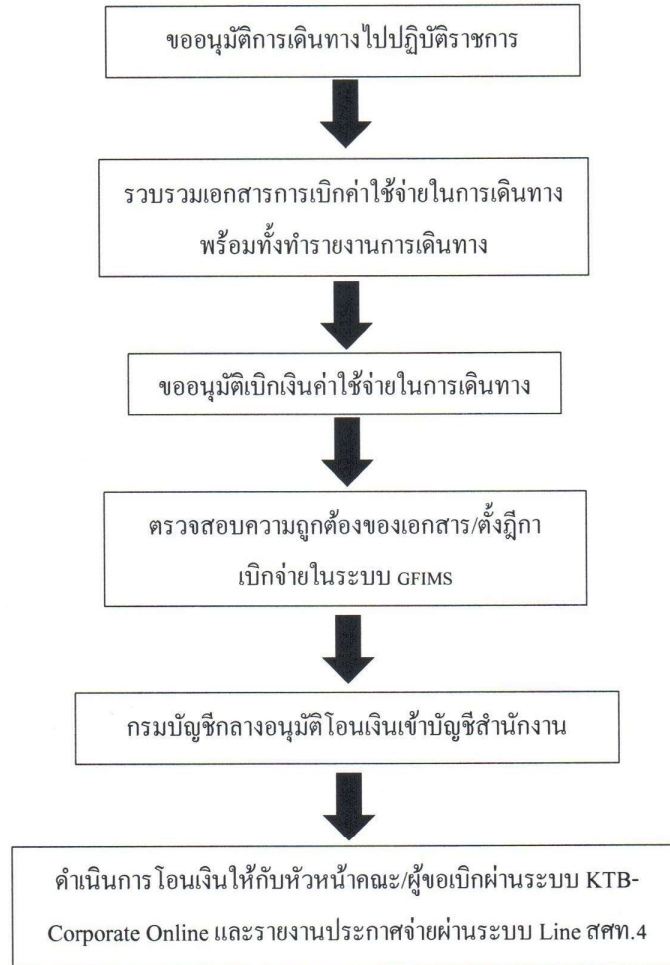 ขออนุมัติการเดินทางไปปฏิบัติราชการ
รวบรวมเอกสารการเบิกค่าใช้จ่ายในการเดินทาง
พร้อมทั้งทำรายงานการเดินทาง
ขออนุมัติเบิกเงินค่าใช้จ่ายในการเดินทาง
ตรวจสอบความถูกต้องของเอกสาร/ตั้งฎีกา
เบิกจ่ายในระบบ GFIMS
กรมบัญชีกลางอนุมัติโอนเงินเข้าบัญชีสำนักงาน
ดำเนินการโอนเงินให้กับหัวหน้าคณะ/ผู้ขอเบิกผ่านระบบ KTB-
Corporate Online และรายงานประกาศจ่ายผ่านระบบ Line สศท.4